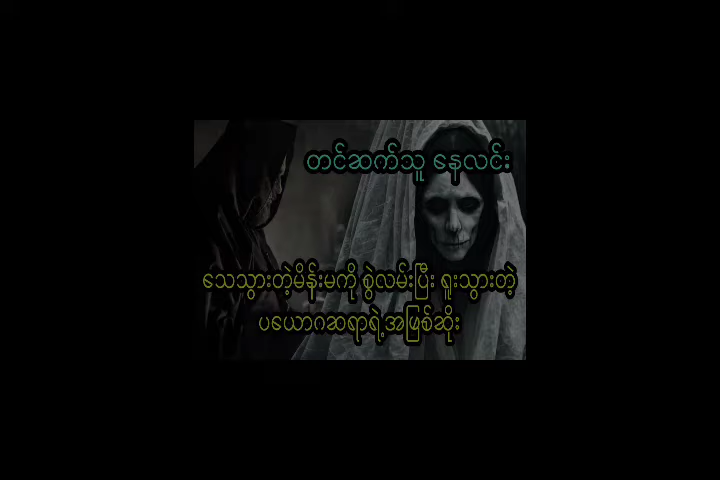 တင်ဆက်သူ နေလင်း
သေသွားတဲ့မိန်းမကို စွဲလမ်းပြီး ရူးသွားတဲ့
ပယောဂဆရာရဲ့အဖြစ်ဆိုး